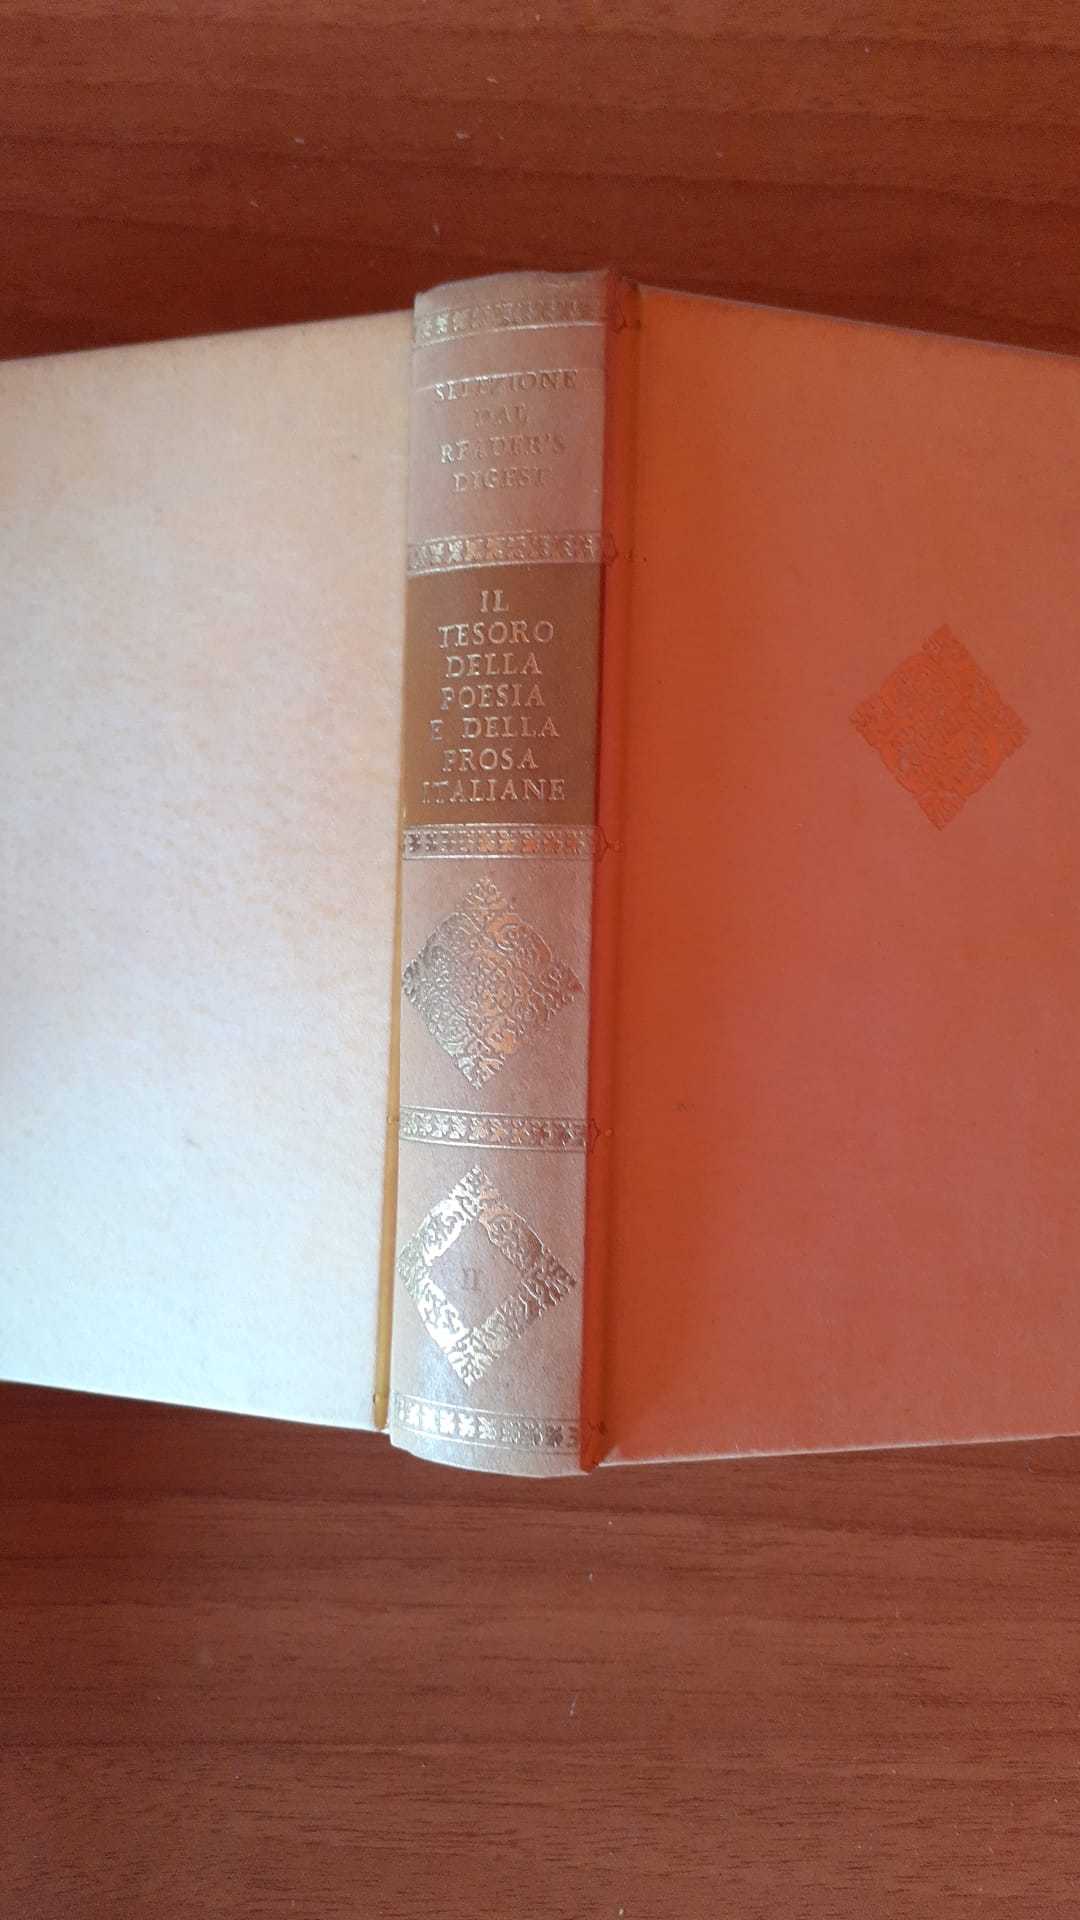 SELEZIONE
DAL
READER'S
DIGEST
IL
TESORO
DELLA
POESIA
E DELLA
PROSA
ITALIANE
II